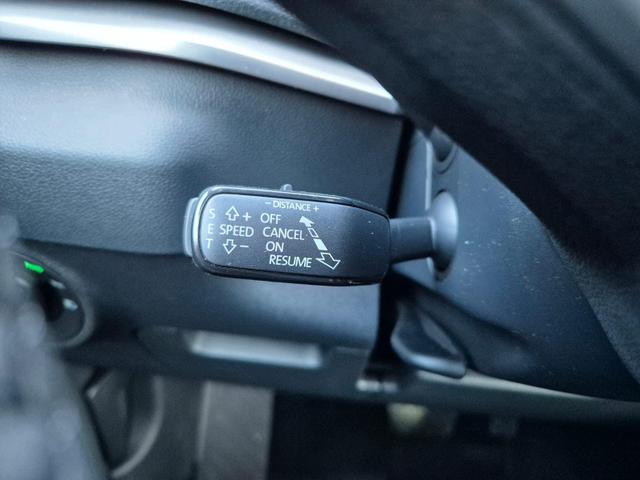 - DISTANCE +
S + OFF
E SPEED CANCEL
T - ON
RESUME